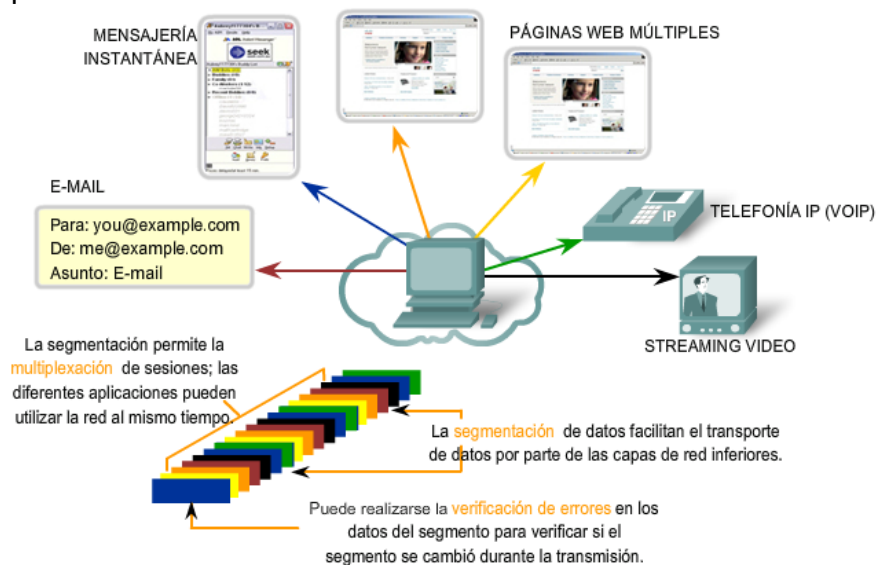 MENSAJERÍA
INSTANTÁNEA
seek
PÁGINAS WEB MÚLTIPLES
E-MAIL
Para: you@example.com
De: me@example.com
Asunto: E-mail
IP
TELEFONÍA IP (VOIP)
STREAMING VIDEO
La segmentación permite la
multiplexación de sesiones; las
diferentes aplicaciones pueden
utilizar la red al mismo tiempo.
La segmentación de datos facilitan el transporte
de datos por parte de las capas de red inferiores.
Puede realizarse la verificación de errores en los
datos del segmento para verificar si el
segmento se cambió durante la transmisión.